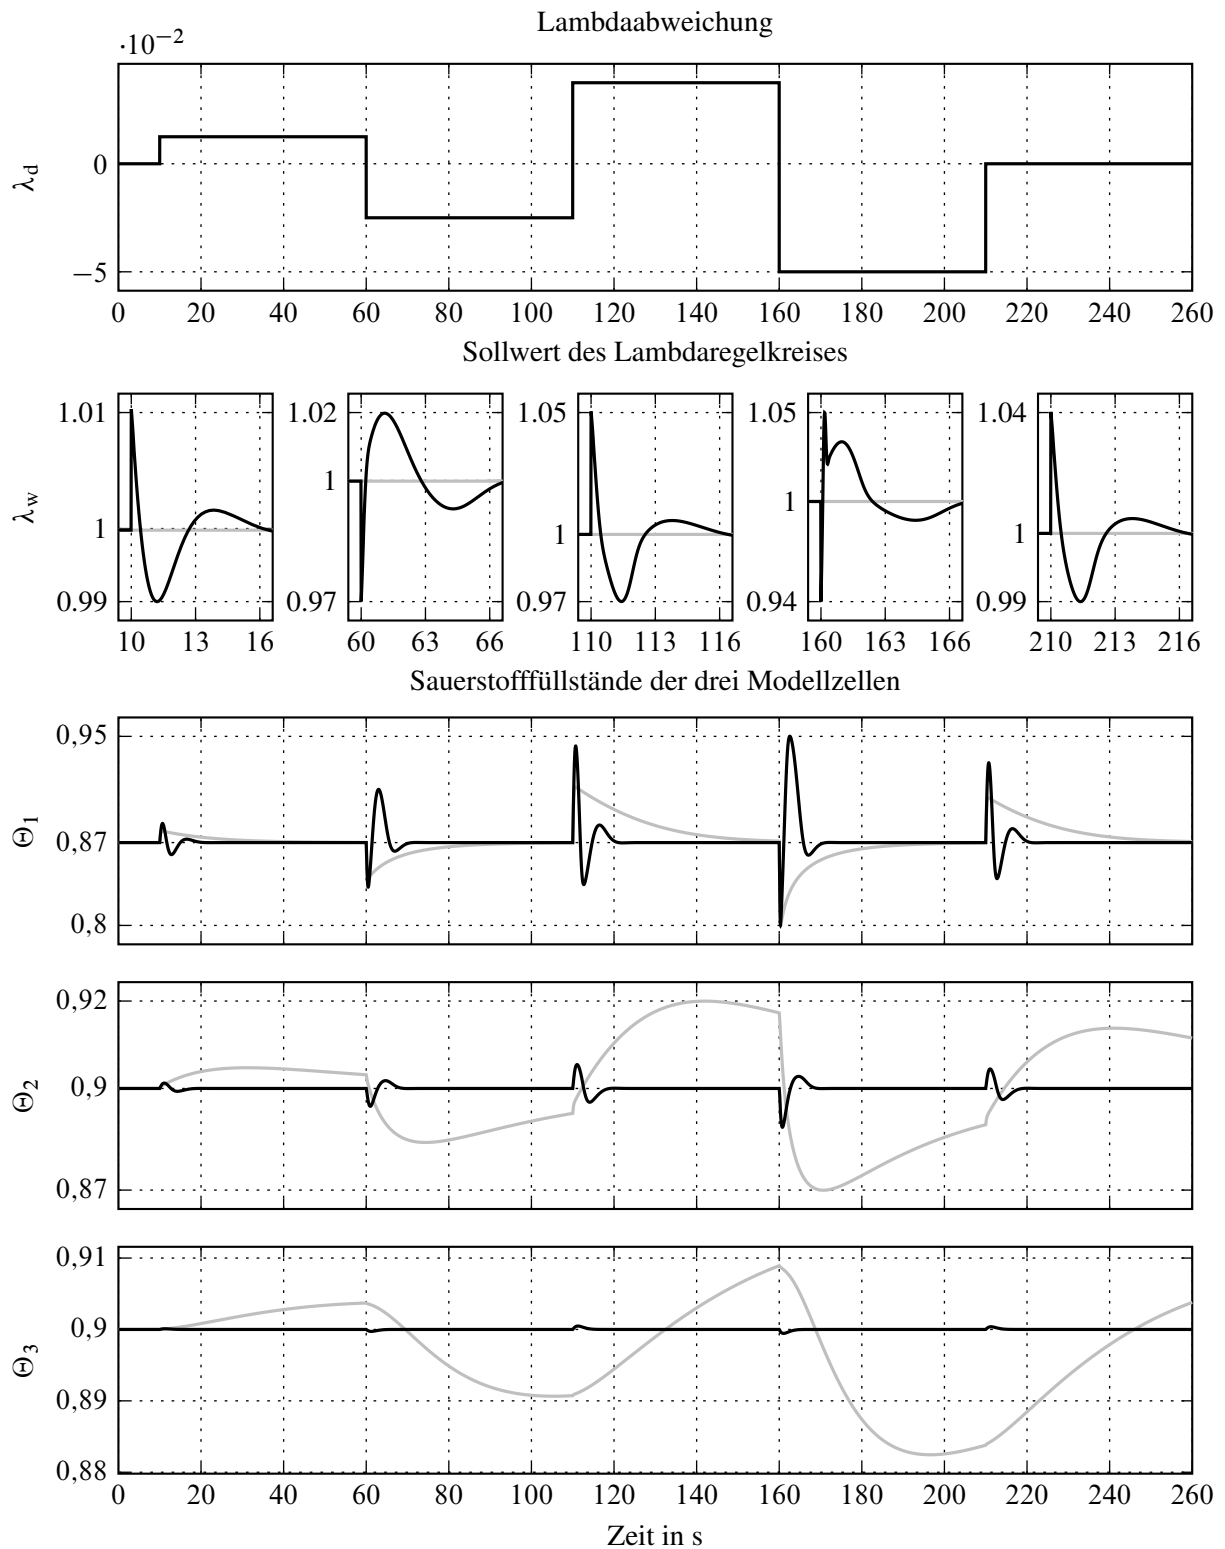 Lambdaabweichung
·10−2
0
−5
λd
0 20 40 60 80 100 120 140 160 180 200 220 240 260
Sollwert des Lambdaregelkreises
1.01 1.02 1.05 1.05 1.04
1 1 1 1 1
0.99 0.97 0.97 0.94 0.99
λw
10 13 16 60 63 66 110 113 116 160 163 166 210 213 216
Sauerstofffüllstände der drei Modellzellen
0,95
0,87
0,8
Θ1
0,92
0,9
0,87
Θ2
0,91
0,9
0,89
0,88
Θ3
0 20 40 60 80 100 120 140 160 180 200 220 240 260
Zeit in s